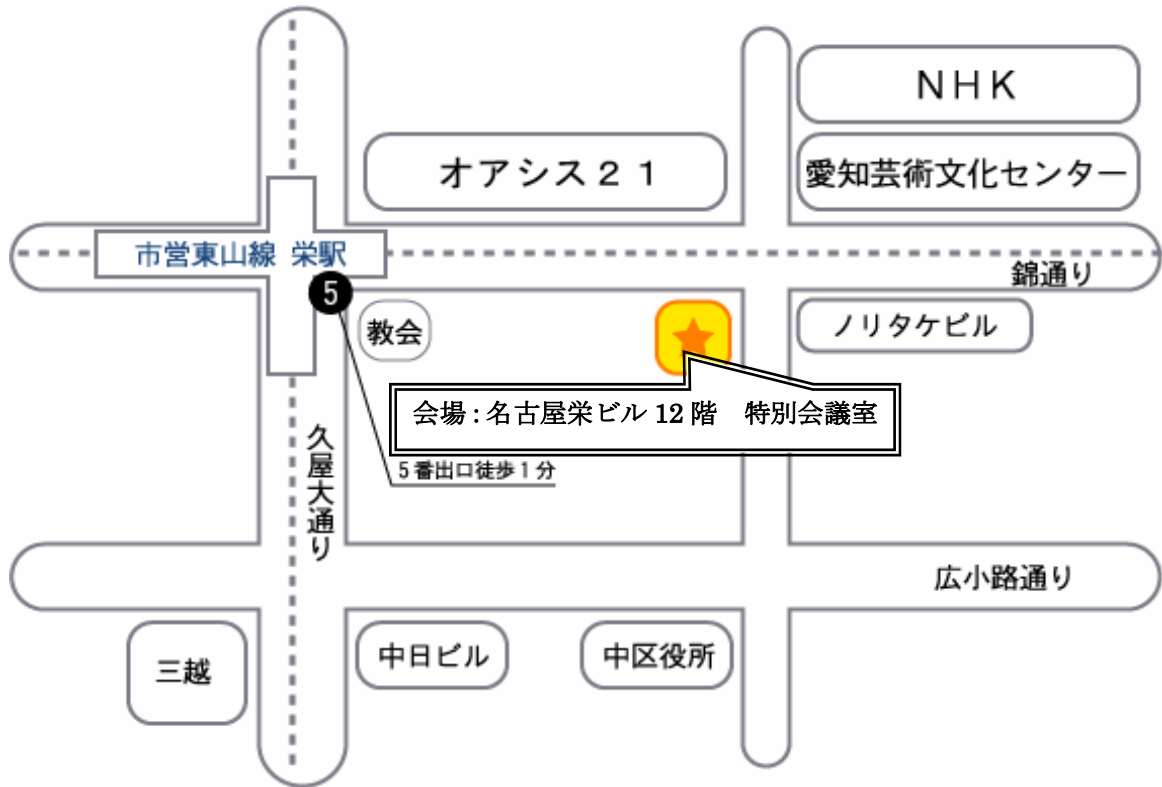 NHK
オアシス21
愛知芸術文化センター
市営東山線 栄駅
錦通り
5
教会
ノリタケビル
会場:名古屋栄ビル 12 階　特別会議室
5番出口徒歩1分
久屋大通り
広小路通り
三越
中日ビル
中区役所